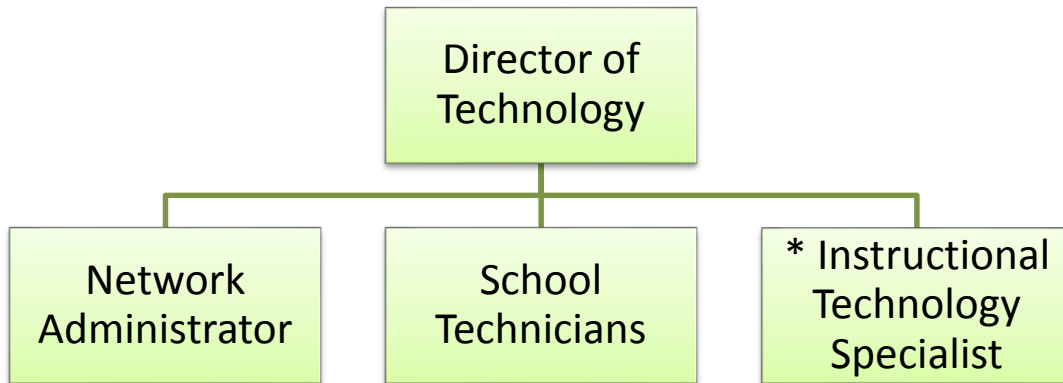 Director of
Technology
Network
Administrator
School
Technicians
* Instructional
Technology
Specialist